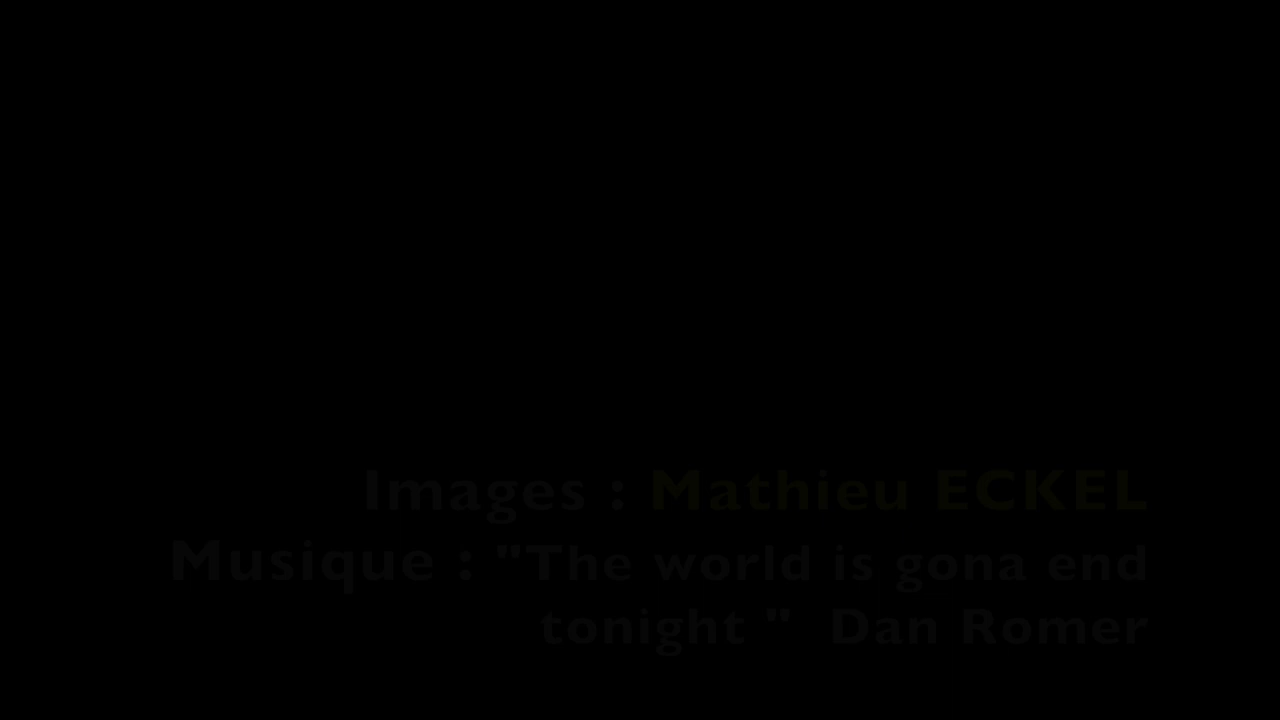 Images : Mathieu ECKEL
Musique : "The world is gona end
tonight "  Dan Romer